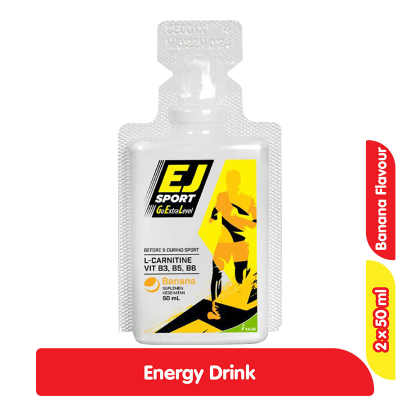 EJ
SPORT
Go Extra Level
BEFORE & DURING SPORT
L-CARNITINE
VIT B3, B5, B6
Banana
SUPLEMEN
KESEHATAN
50 mL
Banana Flavour
2 x 50 ml
Energy Drink